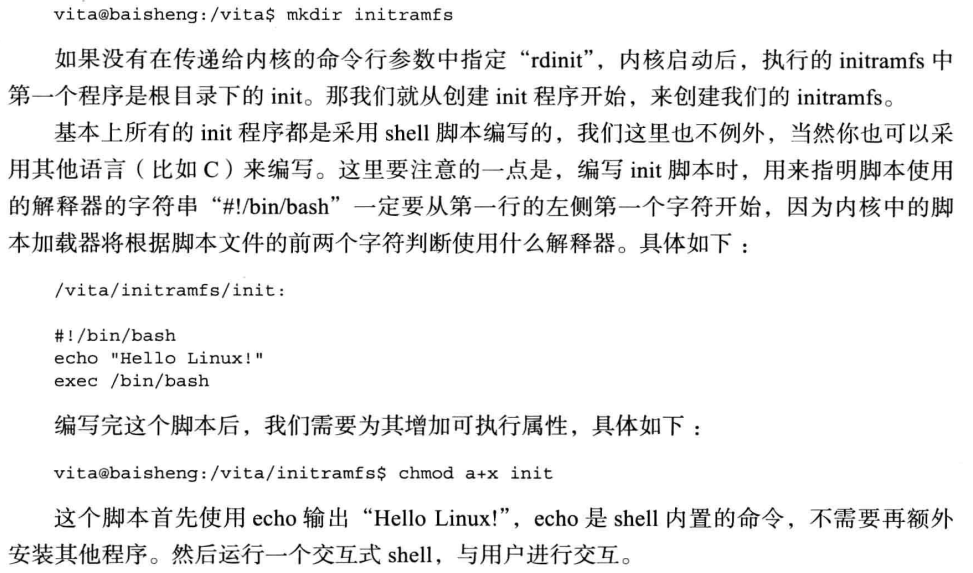 vita@baisheng:/vita$ mkdir initramfs
如果没有在传递给内核的命令行参数中指定“rdinit”，内核启动后，执行的 initramfs 中
第一个程序是根目录下的 init。那我们就从创建 init 程序开始，来创建我们的 initramfs。
基本上所有的 init 程序都是采用 shell 脚本编写的，我们这里也不例外，当然你也可以采
用其他语言（比如 C）来编写。这里要注意的一点是，编写 init 脚本时，用来指明脚本使用
的解释器的字符串“#!/bin/bash”一定要从第一行的左侧第一个字符开始，因为内核中的脚
本加载器将根据脚本文件的前两个字符判断使用什么解释器。具体如下：
/vita/initramfs/init:
#!/bin/bash
echo "Hello Linux!"
exec /bin/bash
编写完这个脚本后，我们需要为其增加可执行属性，具体如下：
vita@baisheng:/vita/initramfs$ chmod a+x init
这个脚本首先使用 echo 输出“Hello Linux!”，echo 是 shell 内置的命令，不需要再额外
安装其他程序。然后运行一个交互式 shell，与用户进行交互。